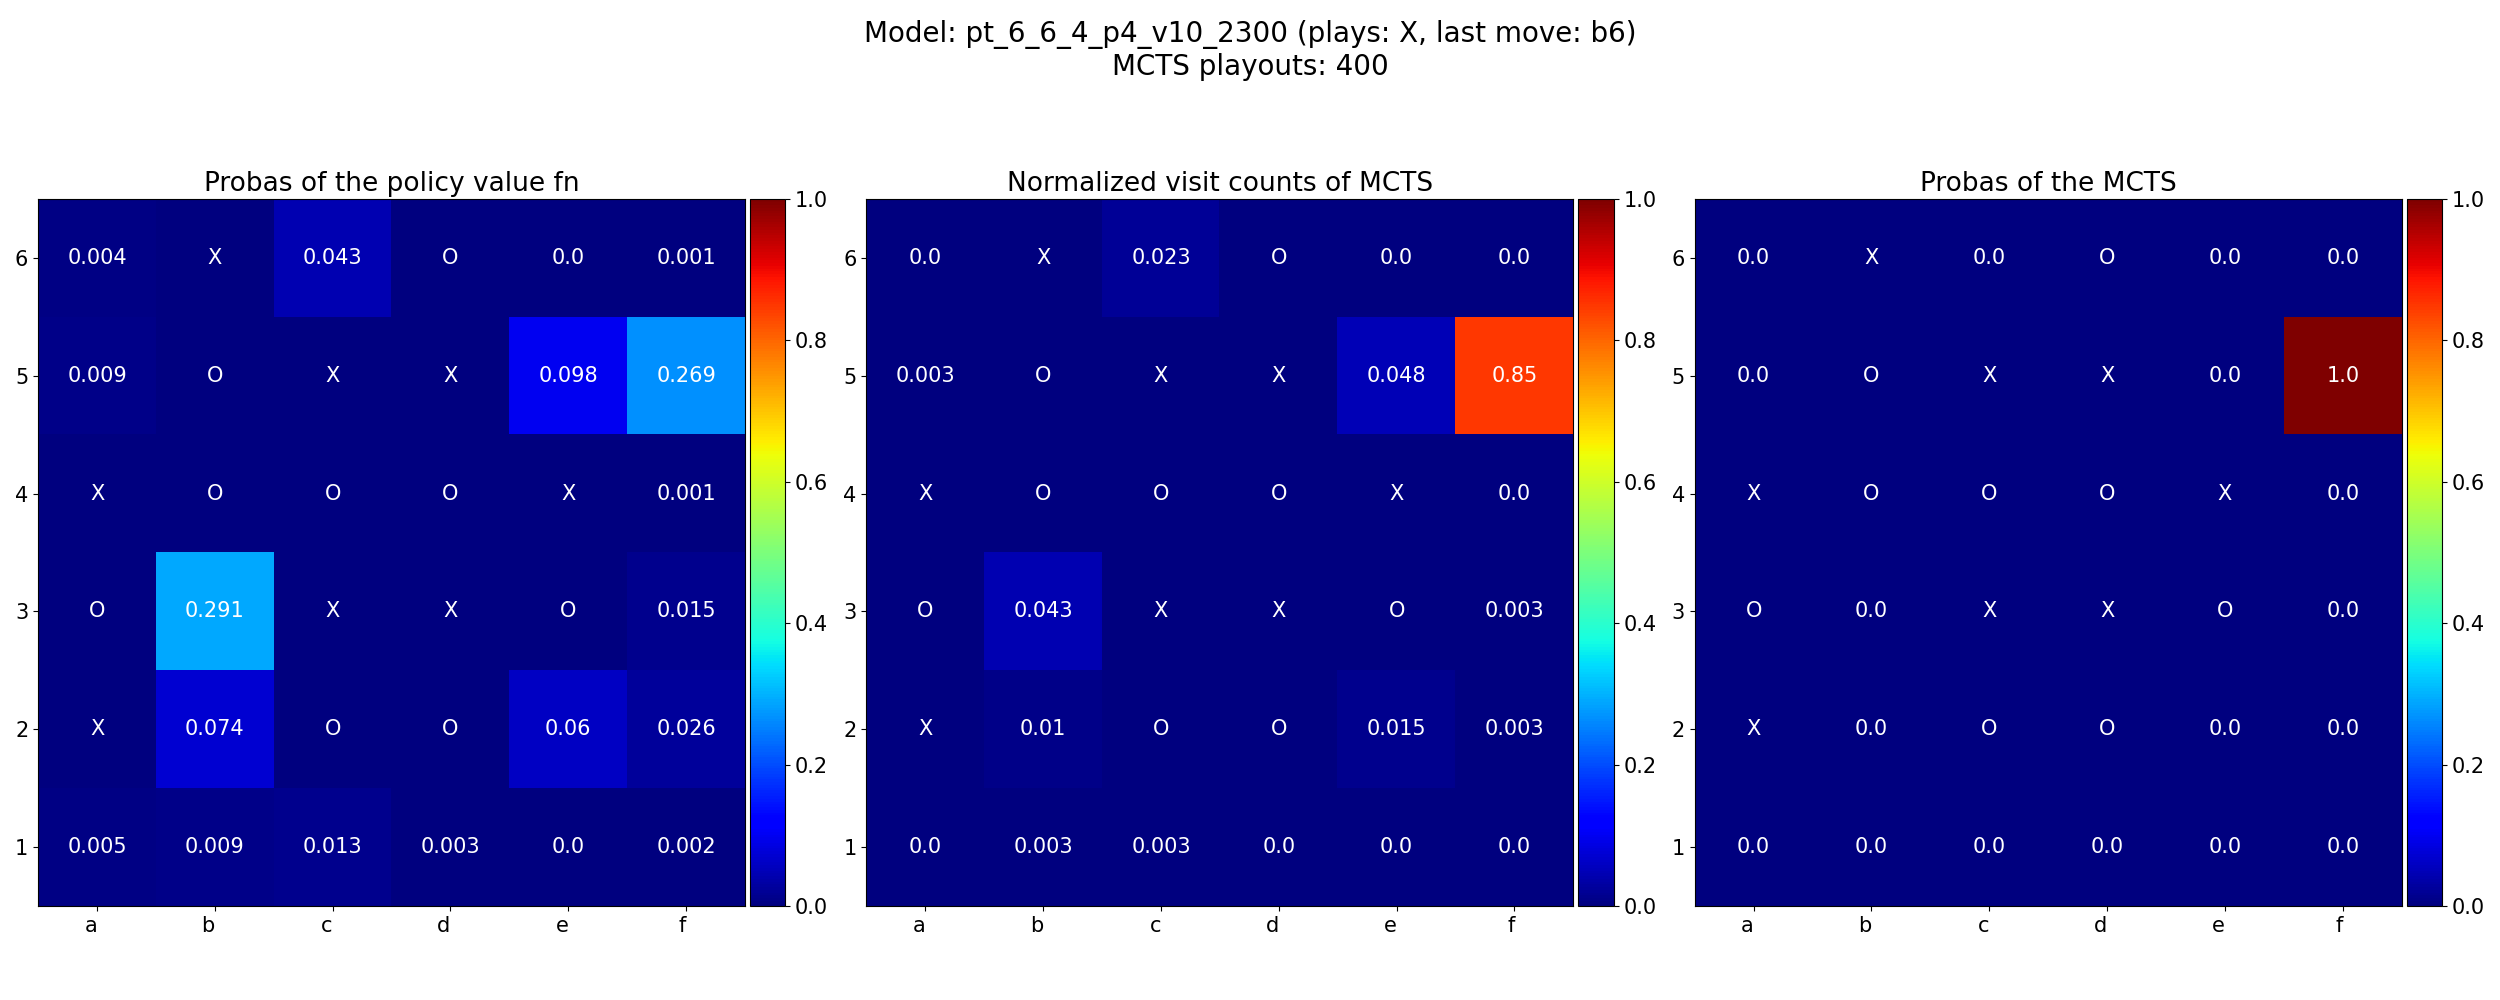 Model: pt_6_6_4_p4_v10_2300 (plays: X, last move: b6)
MCTS playouts: 400
Probas of the policy value fn
6 0.004 X 0.043 O 0.0 0.001
5 0.009 O X X 0.098 0.269
4 X O O O X 0.001
3 O 0.291 X X O 0.015
2 X 0.074 O O 0.06 0.026
1 0.005 0.009 0.013 0.003 0.0 0.002
a b c d e f
1.0
0.8
0.6
0.4
0.2
0.0
Normalized visit counts of MCTS
6 0.0 X 0.023 O 0.0 0.0
5 0.003 O X X 0.048 0.85
4 X O O O X 0.0
3 O 0.043 X X O 0.003
2 X 0.01 O O 0.015 0.003
1 0.0 0.003 0.003 0.0 0.0 0.0
a b c d e f
1.0
0.8
0.6
0.4
0.2
0.0
Probas of the MCTS
6 0.0 X 0.0 O 0.0 0.0
5 0.0 O X X 0.0 1.0
4 X O O O X 0.0
3 O 0.0 X X O 0.0
2 X 0.0 O O 0.0 0.0
1 0.0 0.0 0.0 0.0 0.0 0.0
a b c d e f
1.0
0.8
0.6
0.4
0.2
0.0